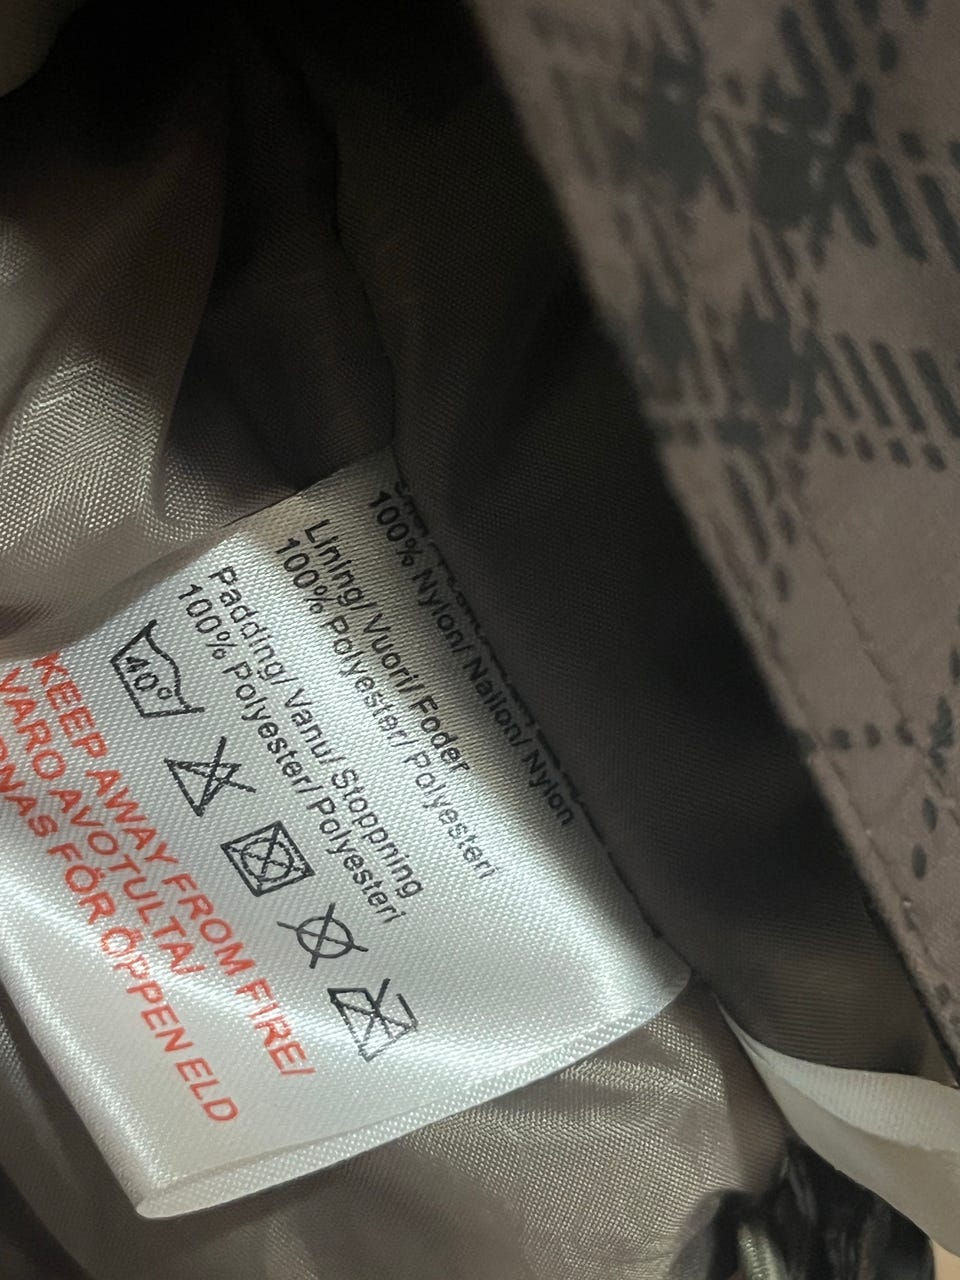 100% Nylon/ Nailon/ Nylon
Lining/ Vuori/ Foder
100% Polyester/ Polyesteri
Padding/ Vanu/ Stoppning
100% Polyester/ Polyesteri
40°
KEEP AWAY FROM FIRE/
VARO AVOTULTA/
FÖR ÖPPEN ELD